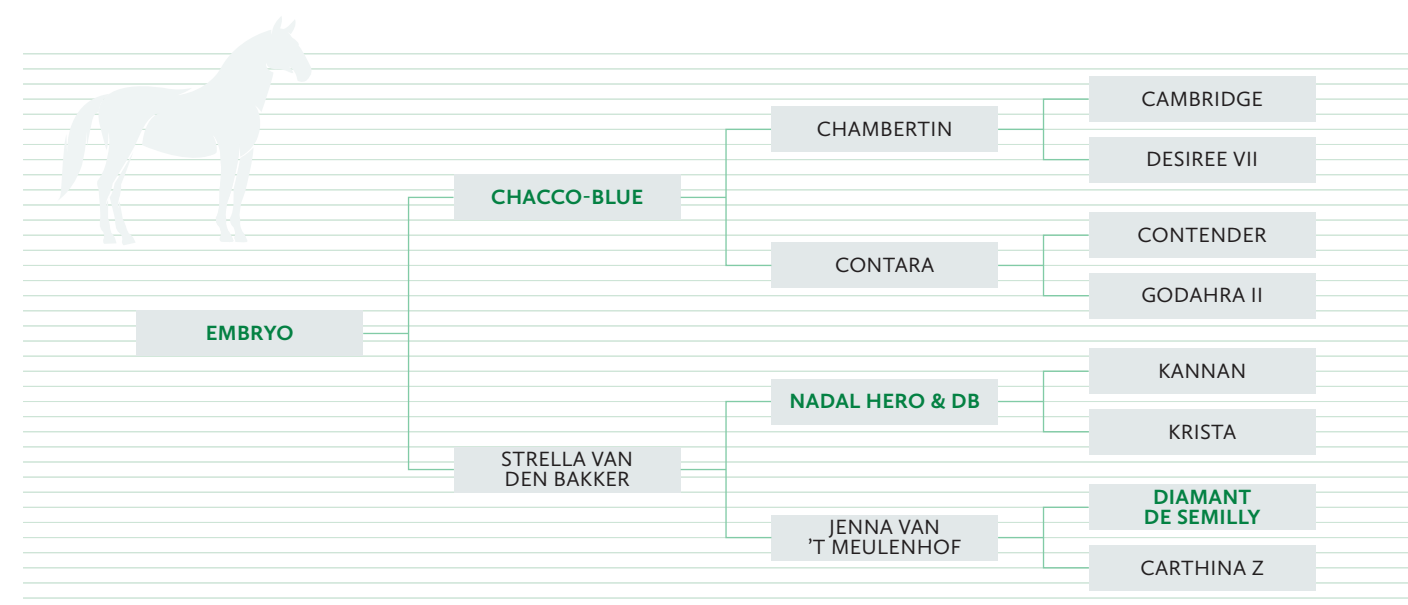 CAMBRIDGE
CHAMBERTIN
DESIREE VII
CHACCO-BLUE
CONTENDER
CONTARA
GODAHRA II
EMBRYO
KANNAN
NADAL HERO & DB
KRISTA
STRELLA VAN
DEN BAKKER
DIAMANT
DE SEMILLY
JENNA VAN
’T MEULENHOF
CARTHINA Z